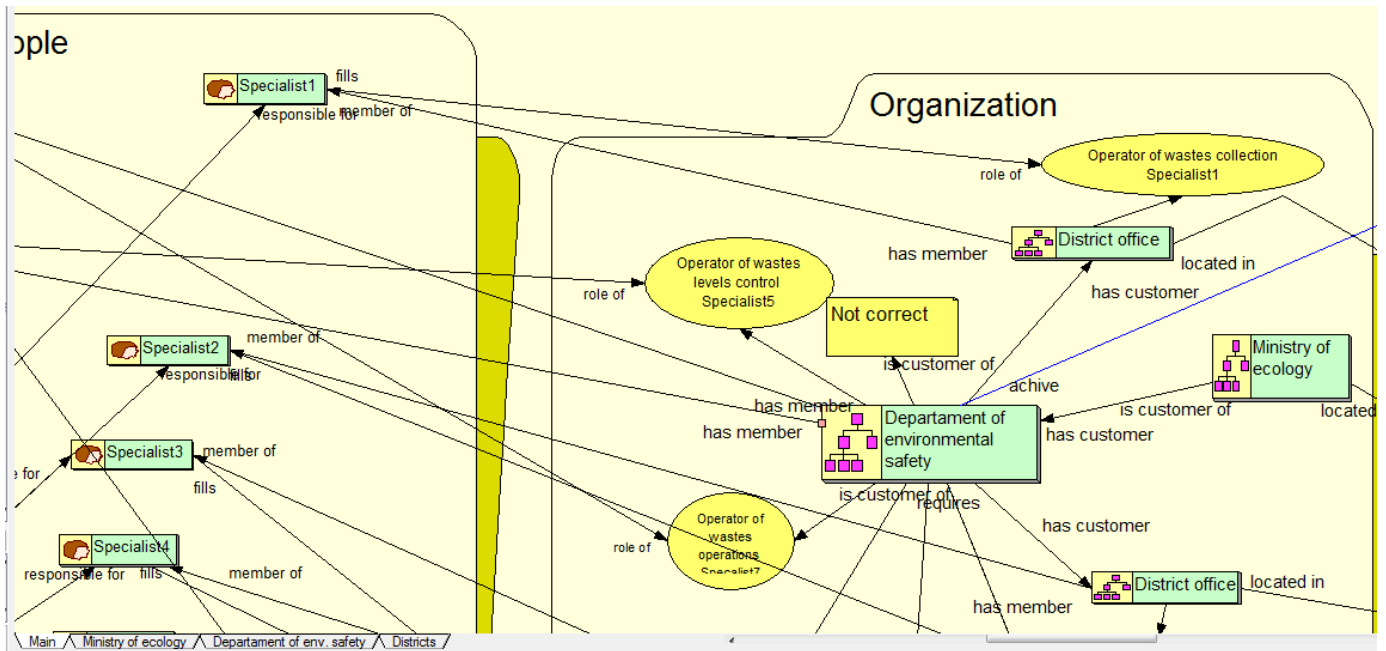 ople
Specialist1
fills
responsible for
member of
Organization
Operator of wastes collection
Specialist1
role of
District office
has member
located in
has customer
Operator of wastes
levels control
Specialist5
role of
Not correct
is customer of
achive
Ministry of
ecology
is customer of
located
has customer
Specialist2
member of
responsible for
fills
has member
has member
Departament of
environmental
safety
is customer of
requires
Specialist3
member of
fills
e for
Operator of
wastes
operations
Specialist7
role of
has customer
Specialist4
responsible for
fills
member of
District office
located in
has member
Main
Ministry of ecology
Departament of env. safety
Districts